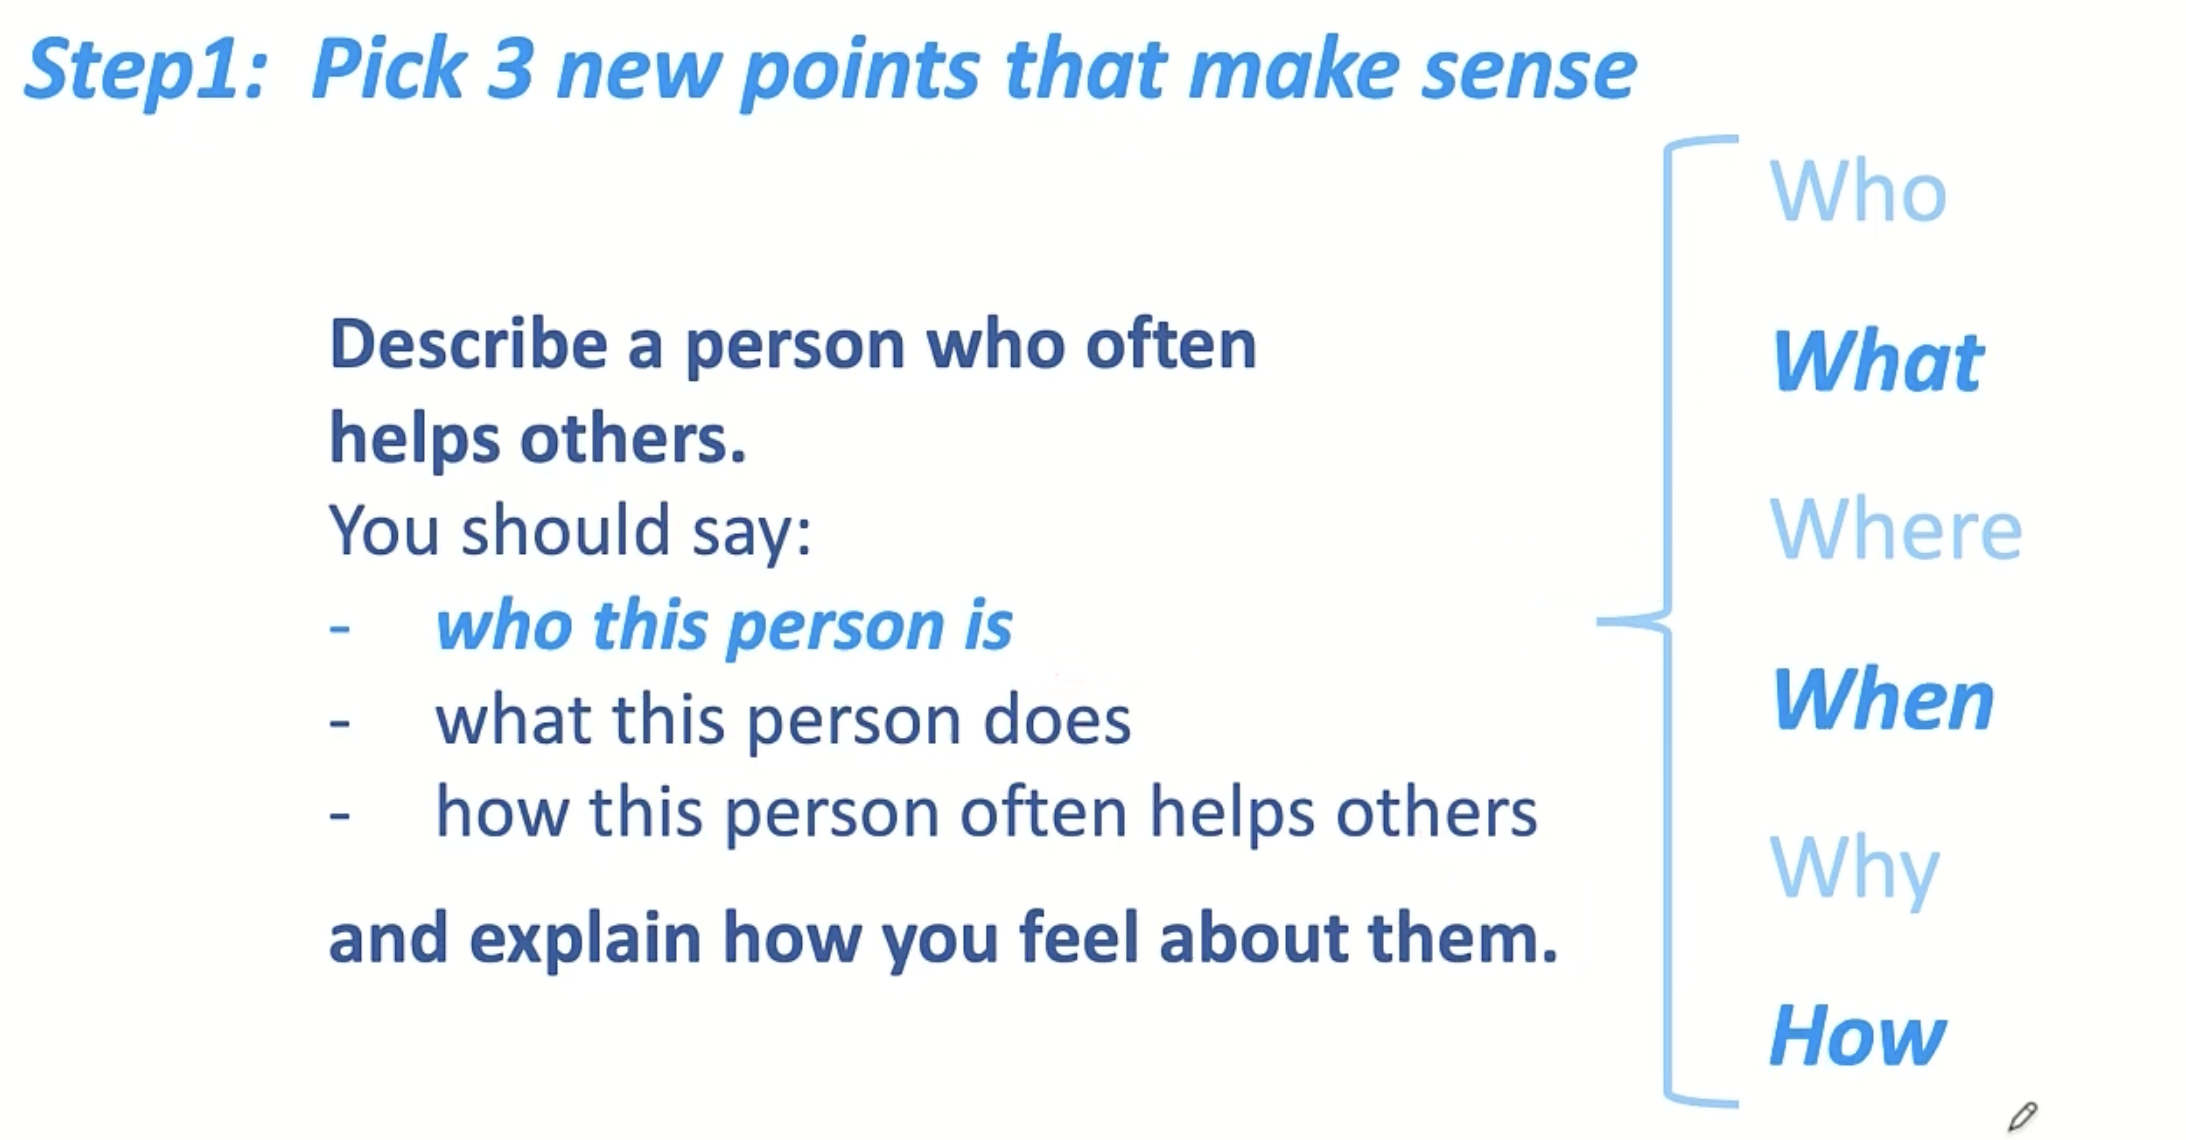 Step1: Pick 3 new points that make sense
Describe a person who often
helps others.
You should say:
- who this person is
- what this person does
- how this person often helps others
and explain how you feel about them.
Who
What
Where
When
Why
How